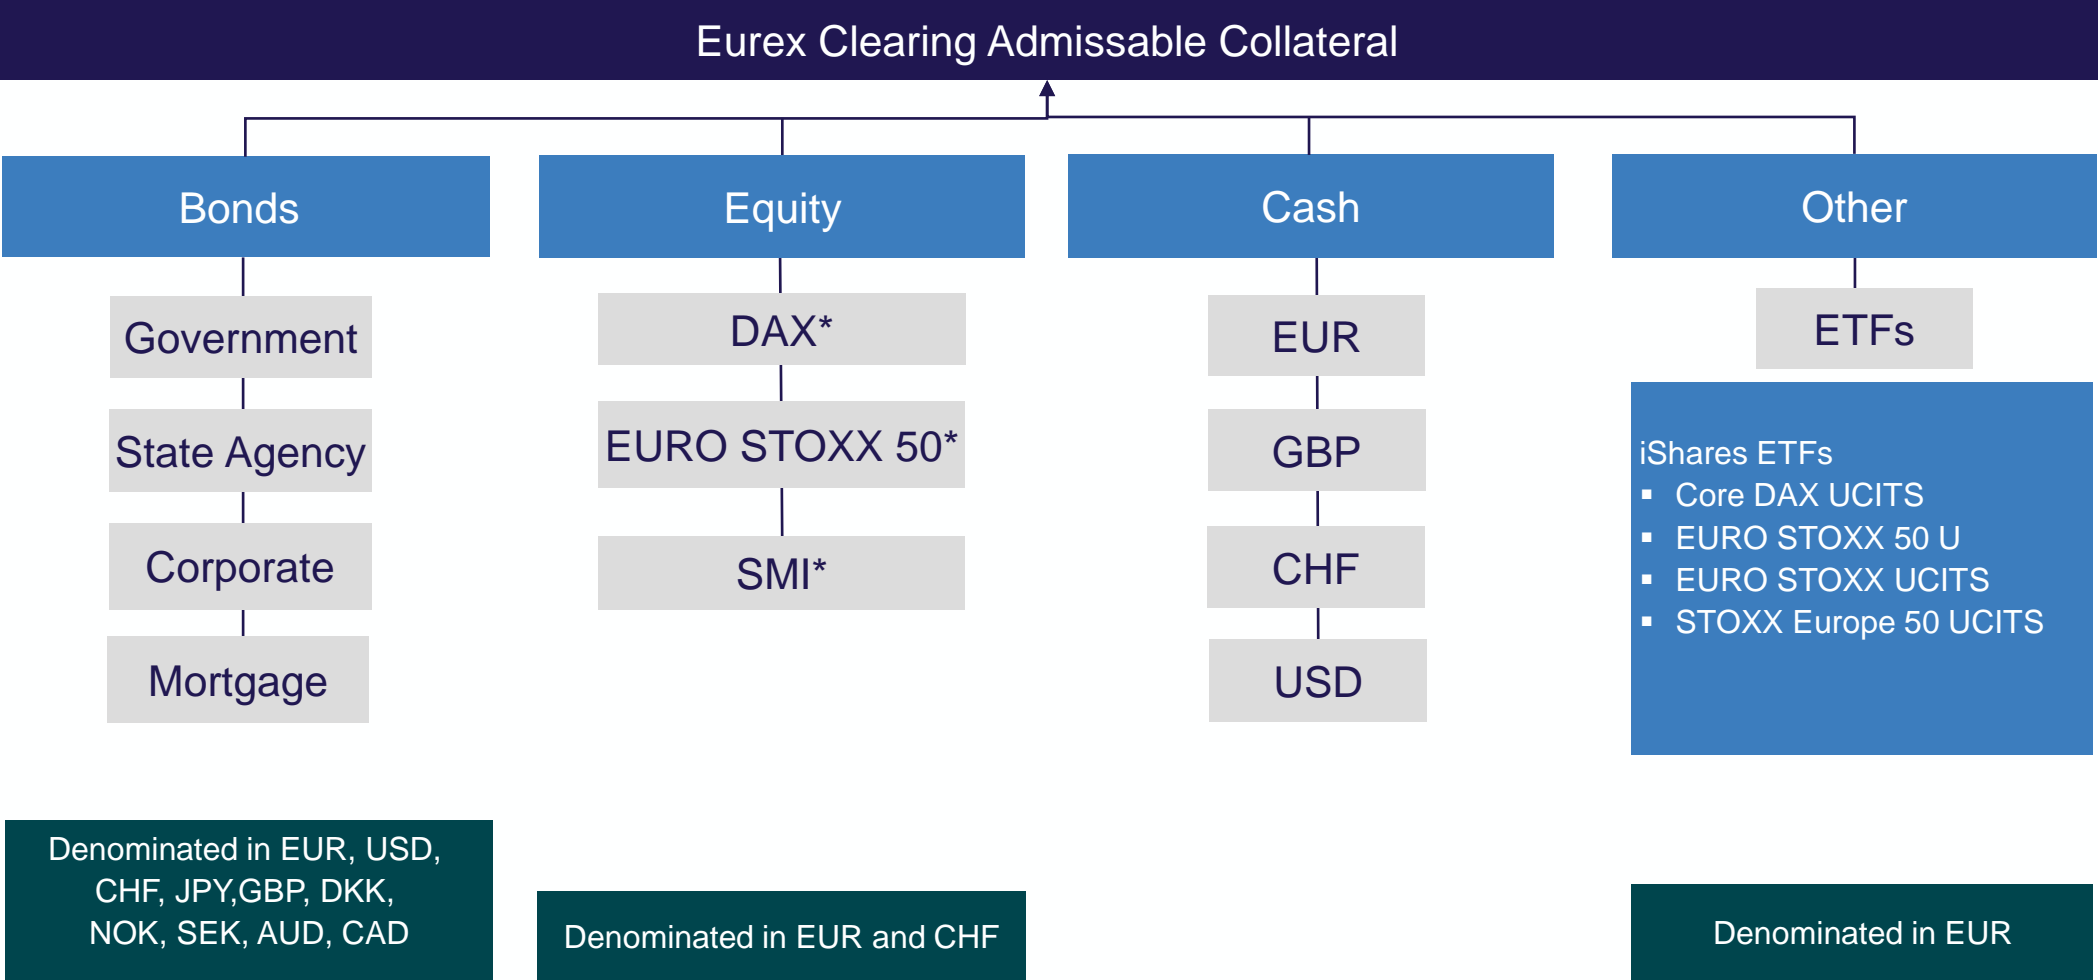 Eurex Clearing Admissable Collateral
Bonds
Government
State Agency
Corporate
Mortgage
Denominated in EUR, USD,
CHF, JPY,GBP, DKK,
NOK, SEK, AUD, CAD
Equity
DAX*
EURO STOXX 50*
SMI*
Denominated in EUR and CHF
Cash
EUR
GBP
CHF
USD
Other
ETFs
iShares ETFs
▪ Core DAX UCITS
▪ EURO STOXX 50 U
▪ EURO STOXX UCITS
▪ STOXX Europe 50 UCITS
Denominated in EUR